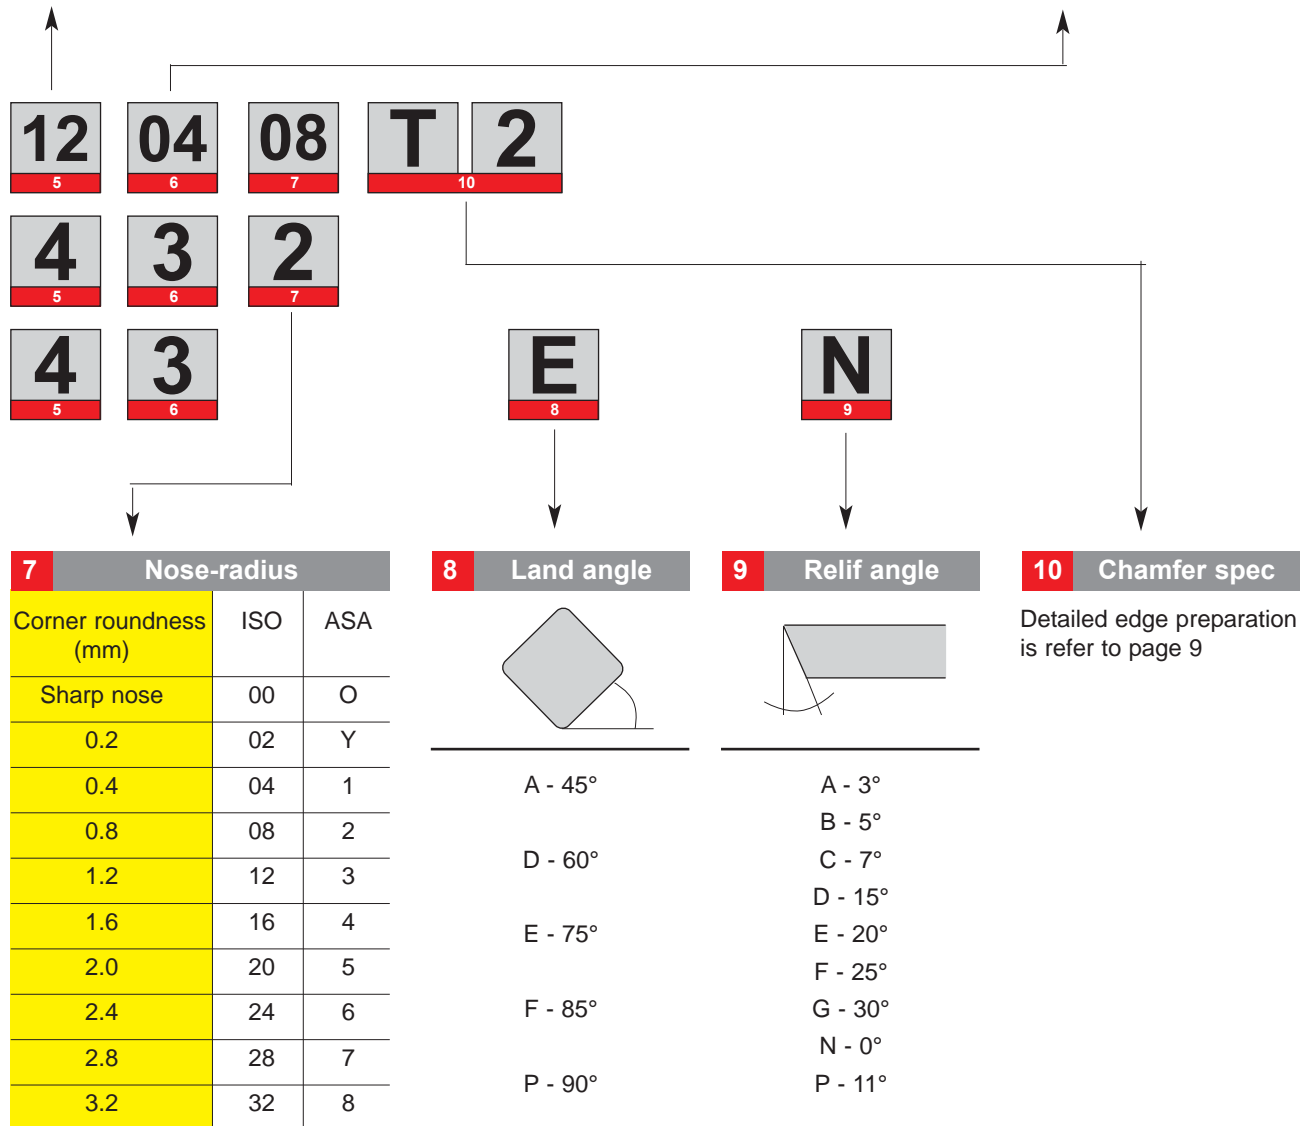 12 04 08 T 2
5 6 7 10
4 3 2
5 6 7
4 3 E N
5 6 8 9
7 Nose-radius
Corner roundness (mm) ISO ASA
Sharp nose 00 O
0.2 02 Y
0.4 04 1
0.8 08 2
1.2 12 3
1.6 16 4
2.0 20 5
2.4 24 6
2.8 28 7
3.2 32 8
8 Land angle
A - 45°
D - 60°
E - 75°
F - 85°
P - 90°
9 Relif angle
A - 3°
B - 5°
C - 7°
D - 15°
E - 20°
F - 25°
G - 30°
N - 0°
P - 11°
10 Chamfer spec
Detailed edge preparation
is refer to page 9